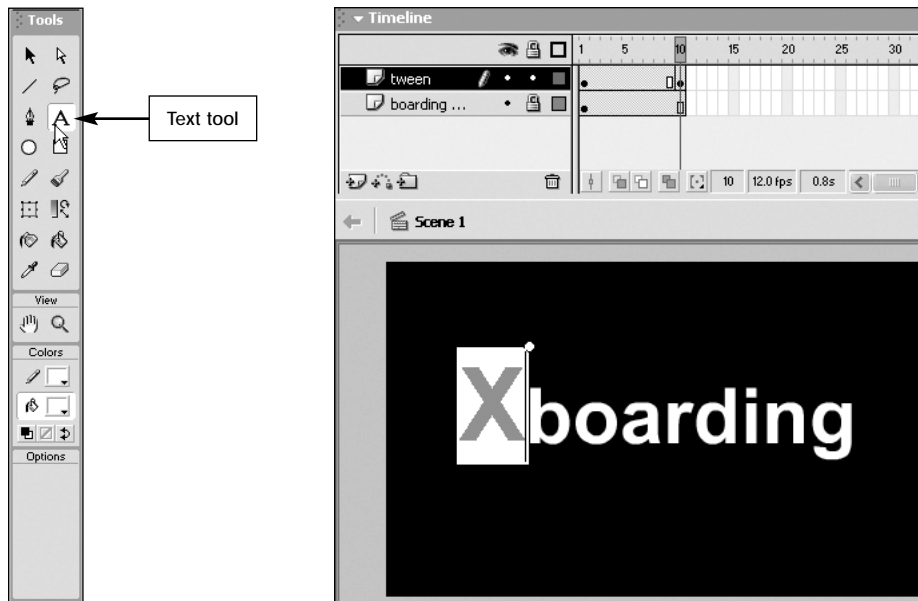 Tools
Text tool
View
Colors
Options
Timeline
1 5 10 15 20 25 30
tween
boarding ...
10 12.0 fps 0.8s
Scene 1
Xboarding